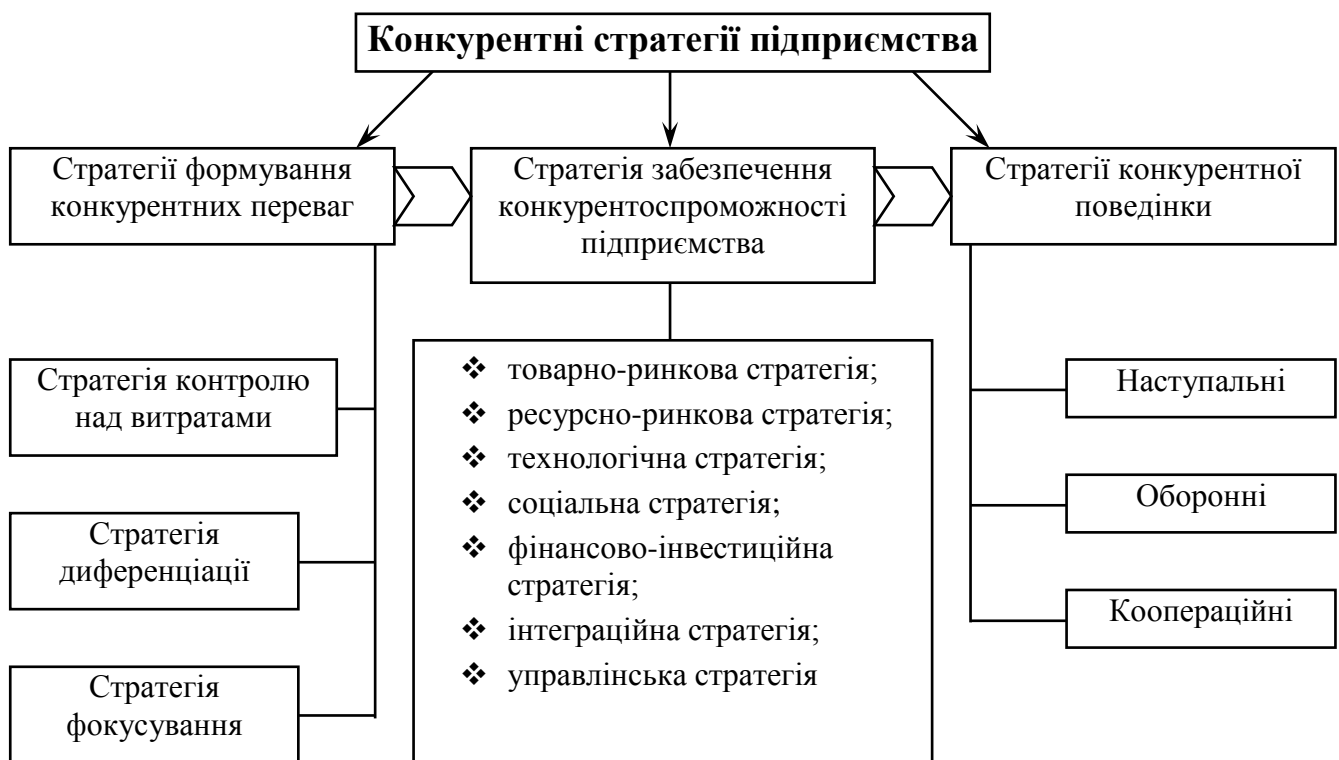 Конкурентні стратегії підприємства
Стратегії формування
конкурентних переваг
Стратегія забезпечення
конкурентоспроможності
підприємства
Стратегії конкурентної
поведінки
Стратегія контролю
над витратами
Стратегія
диференціації
Стратегія
фокусування
❖ товарно-ринкова стратегія;
❖ ресурсно-ринкова стратегія;
❖ технологічна стратегія;
❖ соціальна стратегія;
❖ фінансово-інвестиційна
стратегія;
❖ інтеграційна стратегія;
❖ управлінська стратегія
Наступальні
Оборонні
Коопераційні